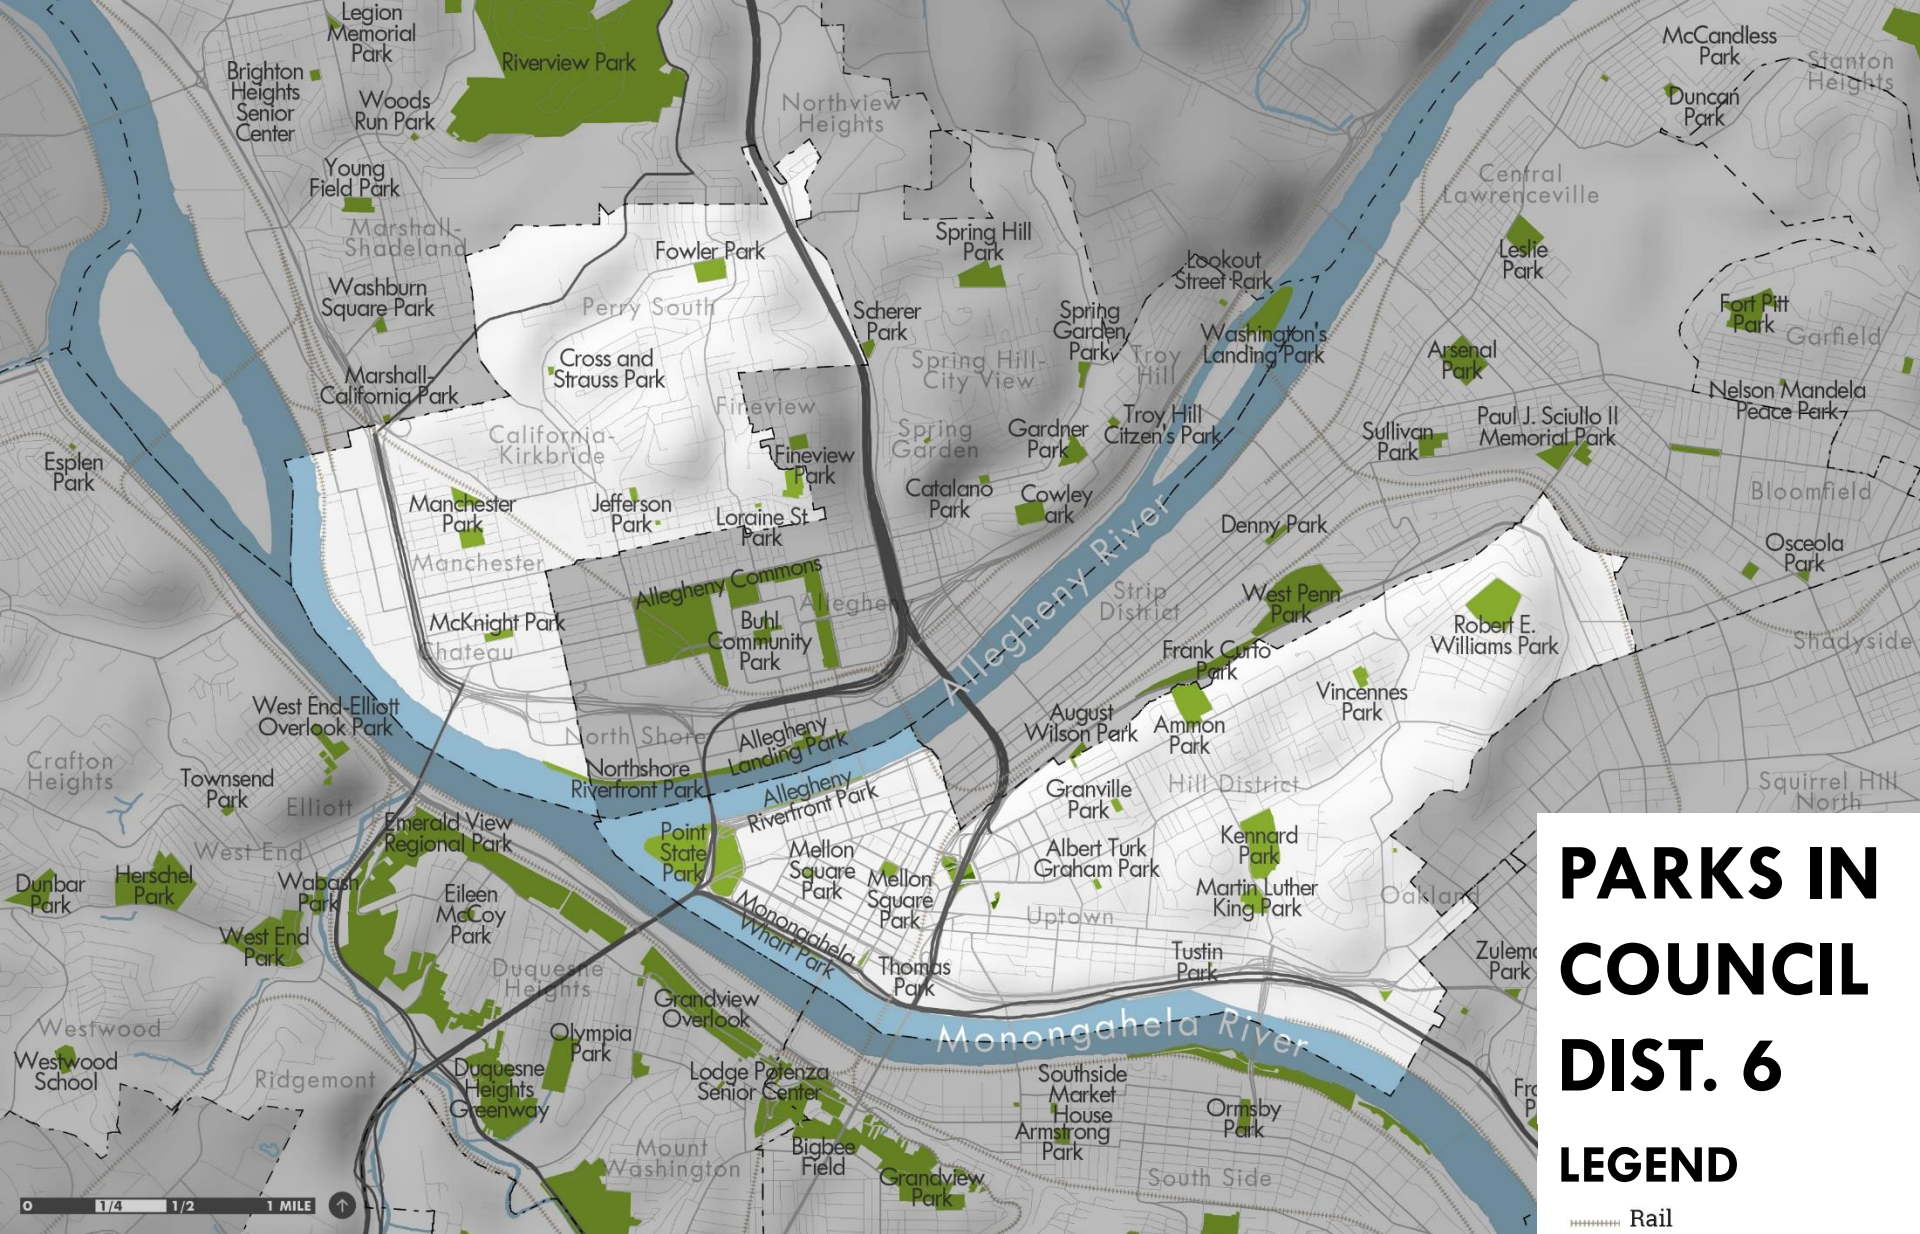 Legion
Memorial
Park
Riverview Park
Brighton
Heights
Senior
Center
Woods
Run Park
Northview
Heights
McCandless
Park
Stanton
Heights
Duncan
Park
Young
Field Park
Marshall-
Shadeland
Central
Lawrenceville
Fowler Park
Spring Hill
Park
Leslie
Park
Lookout
Street Park
Washburn
Square Park
Perry South
Scherer
Park
Spring
Garden
Park
Washington's
Landing Park
Fort Pitt
Park
Garfield
Cross and
Strauss Park
Spring Hill-
City View
Troy
Hill
Arsenal
Park
Marshall-
California Park
Fineview
Nelson Mandela
Peace Park
California-
Kirkbride
Spring
Garden
Gardner
Park
Troy Hill
Citzen's Park
Sullivan
Park
Paul J. Sciullo II
Memorial Park
Esplen
Park
Fineview
Park
Manchester
Park
Jefferson
Park
Loraine St
Park
Catalano
Park
Cowley
ark
Bloomfield
Denny Park
Osceola
Park
Manchester
Allegheny Commons
Allegheny
Allegheny River
Strip
District
West Penn
Park
McKnight Park
Chateau
Buhl
Community
Park
Robert E.
Williams Park
Shadyside
Frank Curto
Park
Vincennes
Park
West End-Elliott
Overlook Park
North Shore
Allegheny
Landing Park
August
Wilson Park
Ammon
Park
Crafton
Heights
Townsend
Park
Elliott
Northshore
Riverfront Park
Allegheny
Riverfront Park
Granville
Park
Hill District
Squirrel Hill
North
Emerald View
Regional Park
West End
Point
State
Park
Mellon
Square
Park
Mellon
Square
Park
Albert Turk
Graham Park
Kennard
Park
Dunbar
Park
Herschel
Park
Wabash
Park
Eileen
McCoy
Park
Martin Luther
King Park
Oakland
Uptown
West End
Park
Monongahela
Wharf Park
Thomas
Park
Tustin
Park
Zulem
Park
Duquesne
Heights
Grandview
Overlook
Monongahela River
Westwood
Westwood
School
Olympia
Park
Ridgemont
Duquesne
Heights
Greenway
Lodge Potenza
Senior Center
Southside
Market
House
Armstrong
Park
Ormsby
Park
Fro
P
Mount
Washington
Bigbee
Field
Grandview
Park
South Side
0 1/4 1/2 1 MILE
PARKS IN
COUNCIL
DIST. 6
LEGEND
Rail